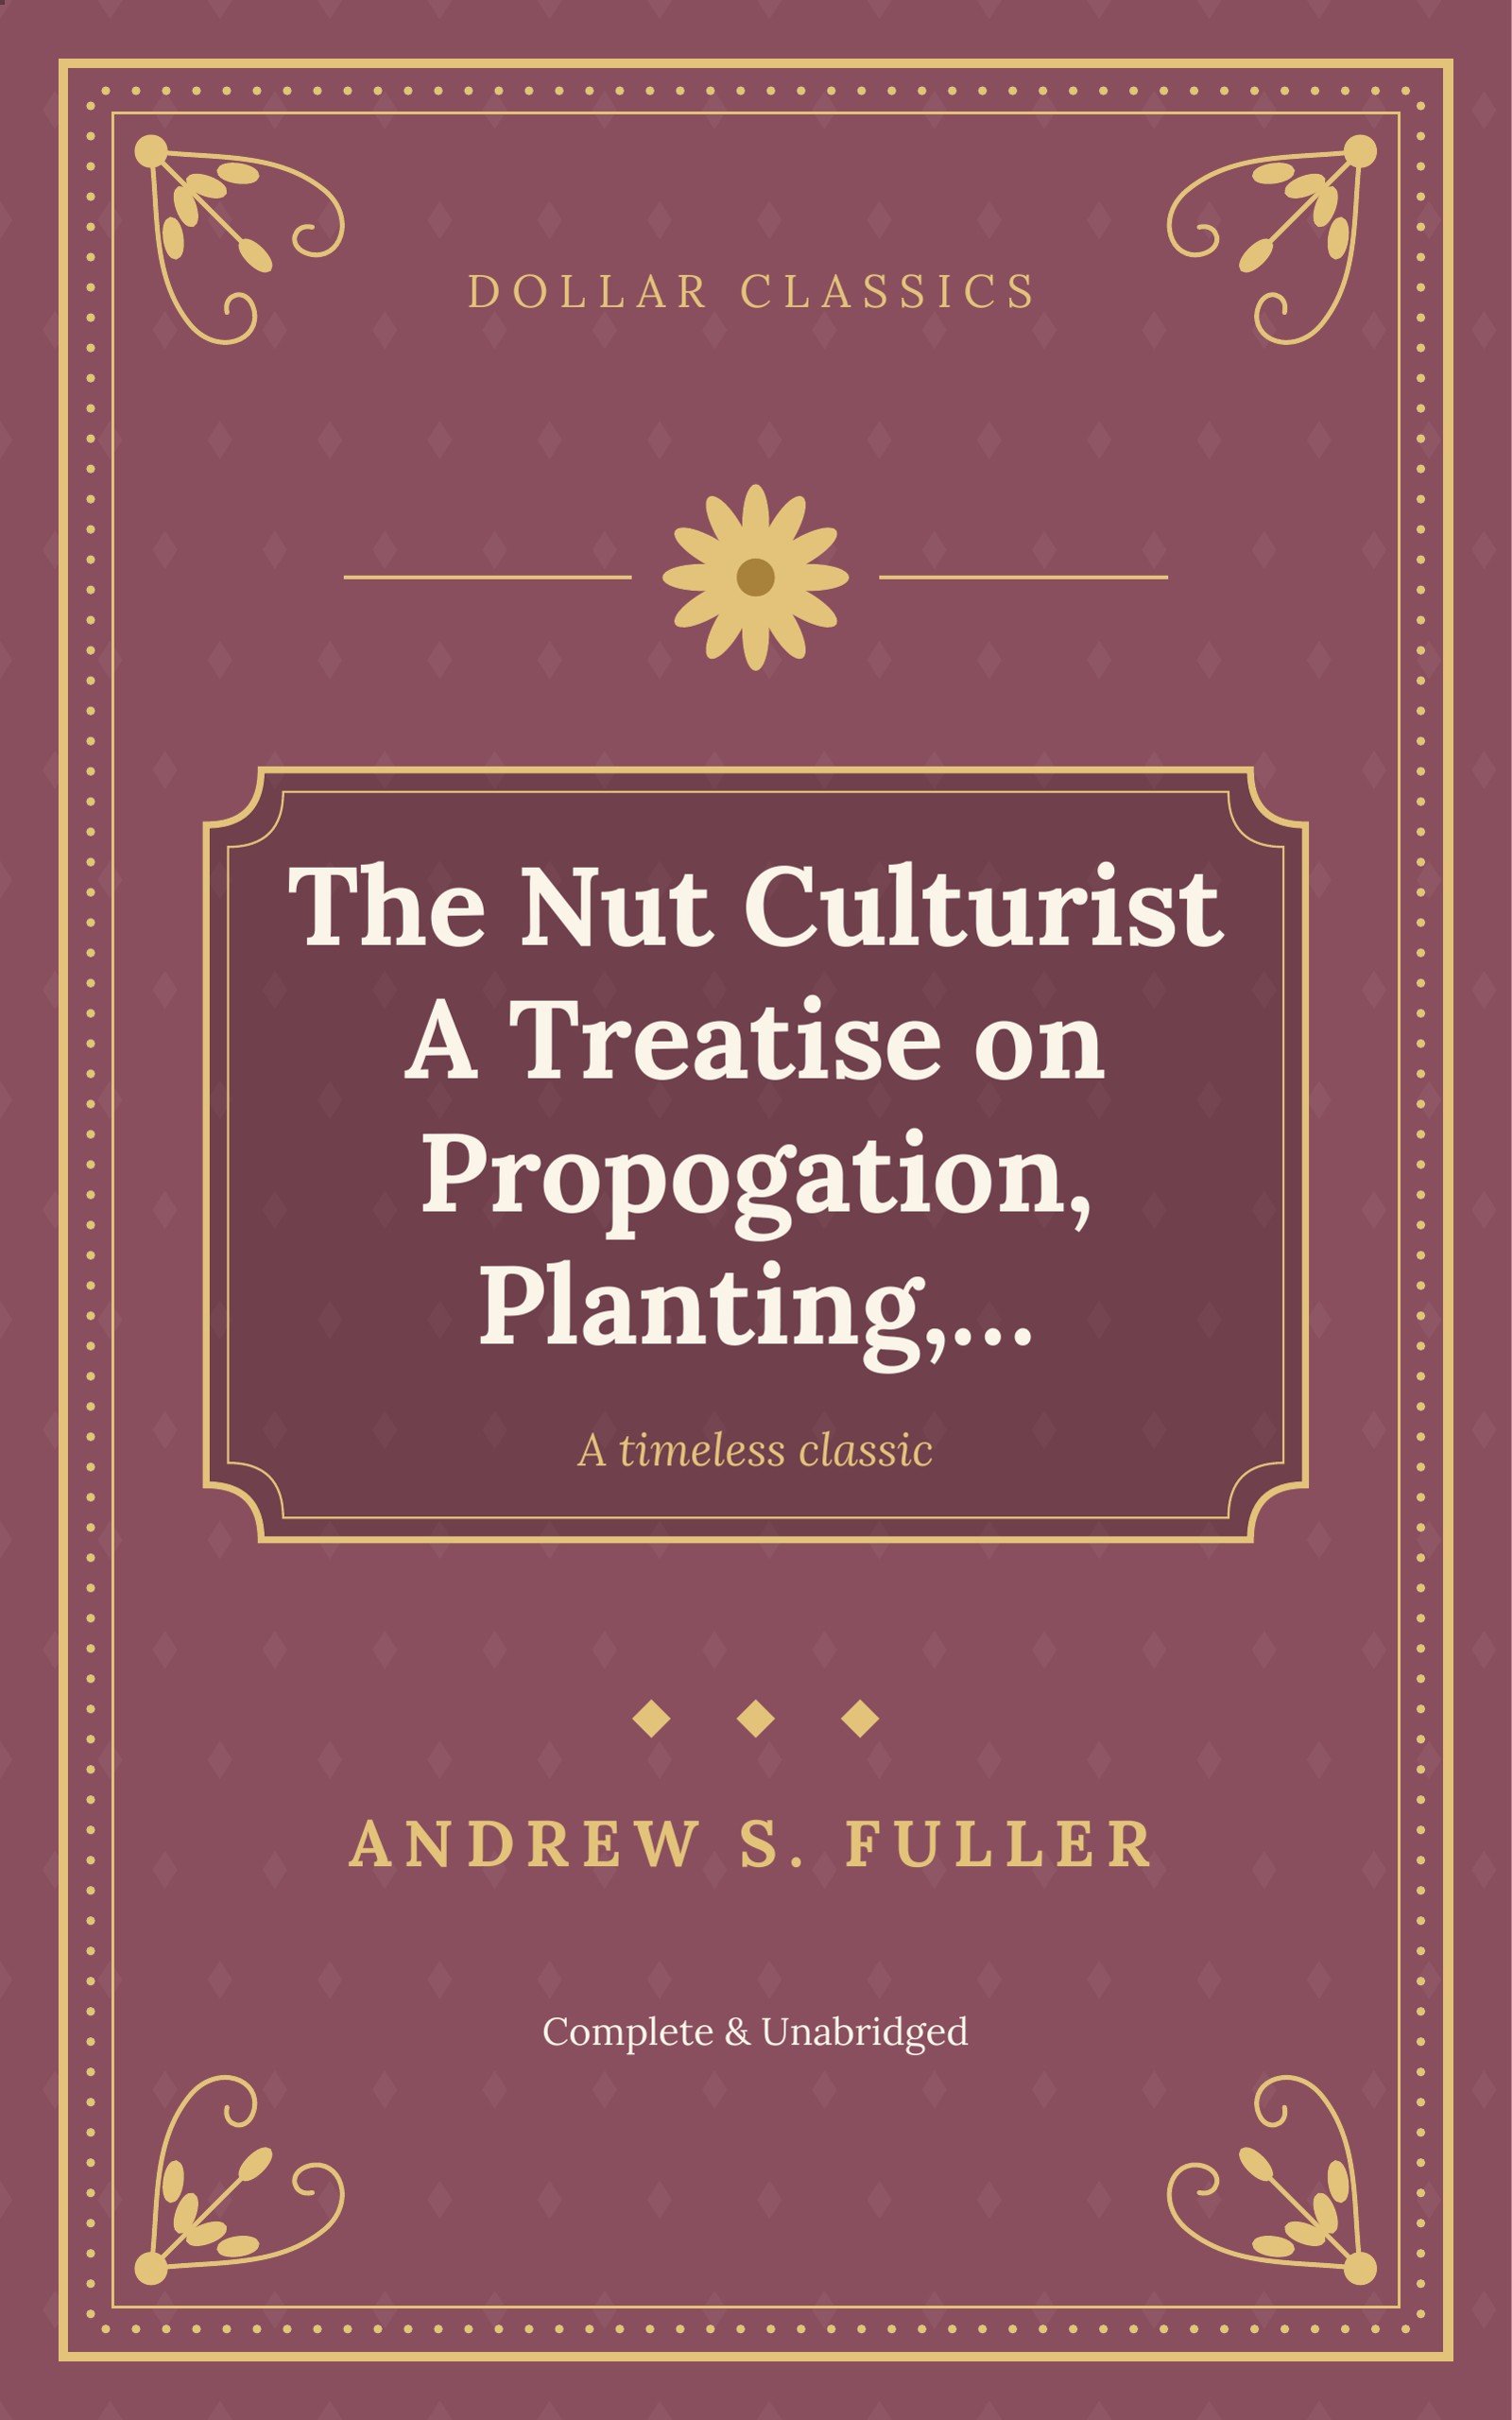 DOLLAR CLASSICS
The Nut Culturist
A Treatise on
Propogation,
Planting,...
A timeless classic
ANDREW S. FULLER
Complete & Unabridged